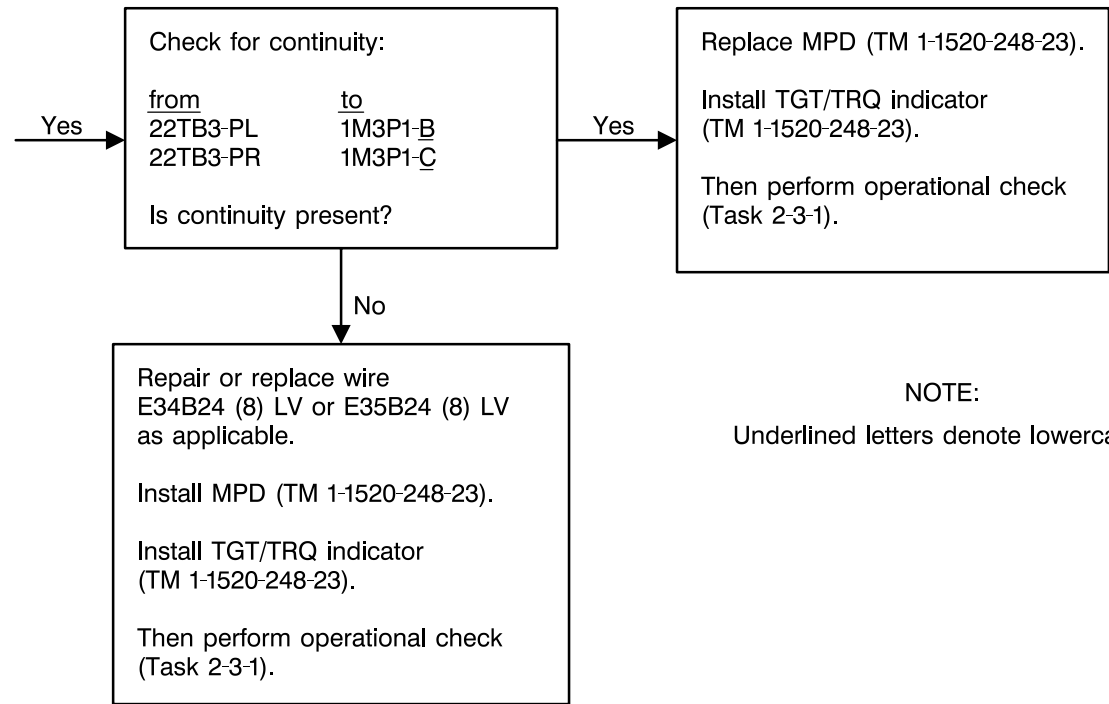 Yes
Check for continuity:
from to
22TB3-PL 1M3P1-B
22TB3-PR 1M3P1-C
Is continuity present?
Yes
Replace MPD (TM 1-1520-248-23).
Install TGT/TRQ indicator
(TM 1-1520-248-23).
Then perform operational check
(Task 2-3-1).
No
Repair or replace wire
E34B24 (8) LV or E35B24 (8) LV
as applicable.
Install MPD (TM 1-1520-248-23).
Install TGT/TRQ indicator
(TM 1-1520-248-23).
Then perform operational check
(Task 2-3-1).
NOTE:
Underlined letters denote